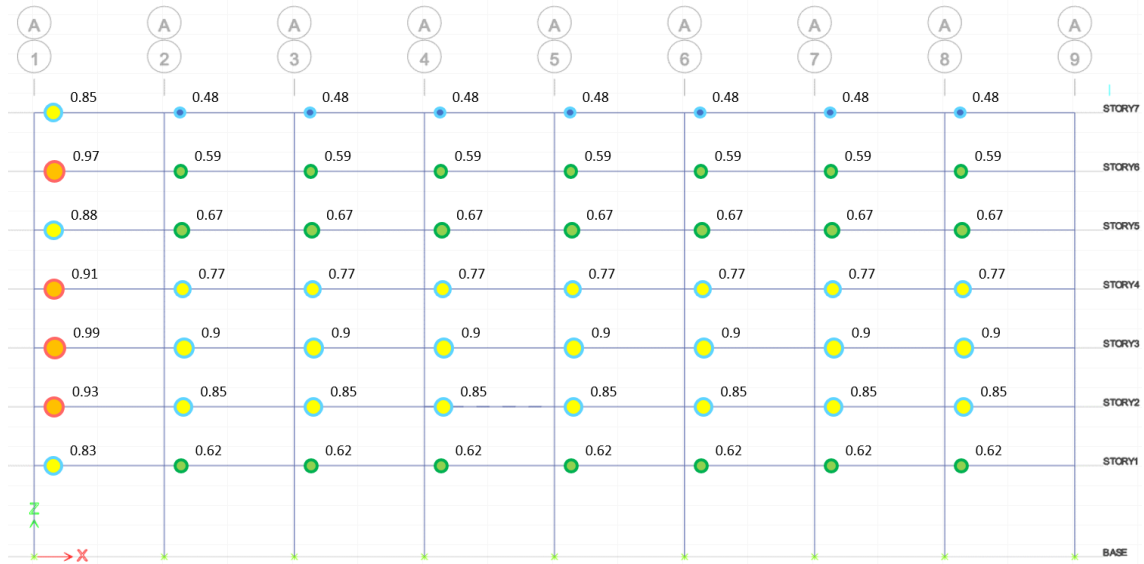 A A A A A A A A A
1 2 3 4 5 6 7 8 9
0.85 0.48 0.48 0.48 0.48 0.48 0.48 0.48 STORY7
0.97 0.59 0.59 0.59 0.59 0.59 0.59 0.59 STORY6
0.88 0.67 0.67 0.67 0.67 0.67 0.67 0.67 STORY5
0.91 0.77 0.77 0.77 0.77 0.77 0.77 0.77 STORY4
0.99 0.9 0.9 0.9 0.9 0.9 0.9 0.9 STORY3
0.93 0.85 0.85 0.85 0.85 0.85 0.85 0.85 STORY2
0.83 0.62 0.62 0.62 0.62 0.62 0.62 0.62 STORY1
Z
X BASE